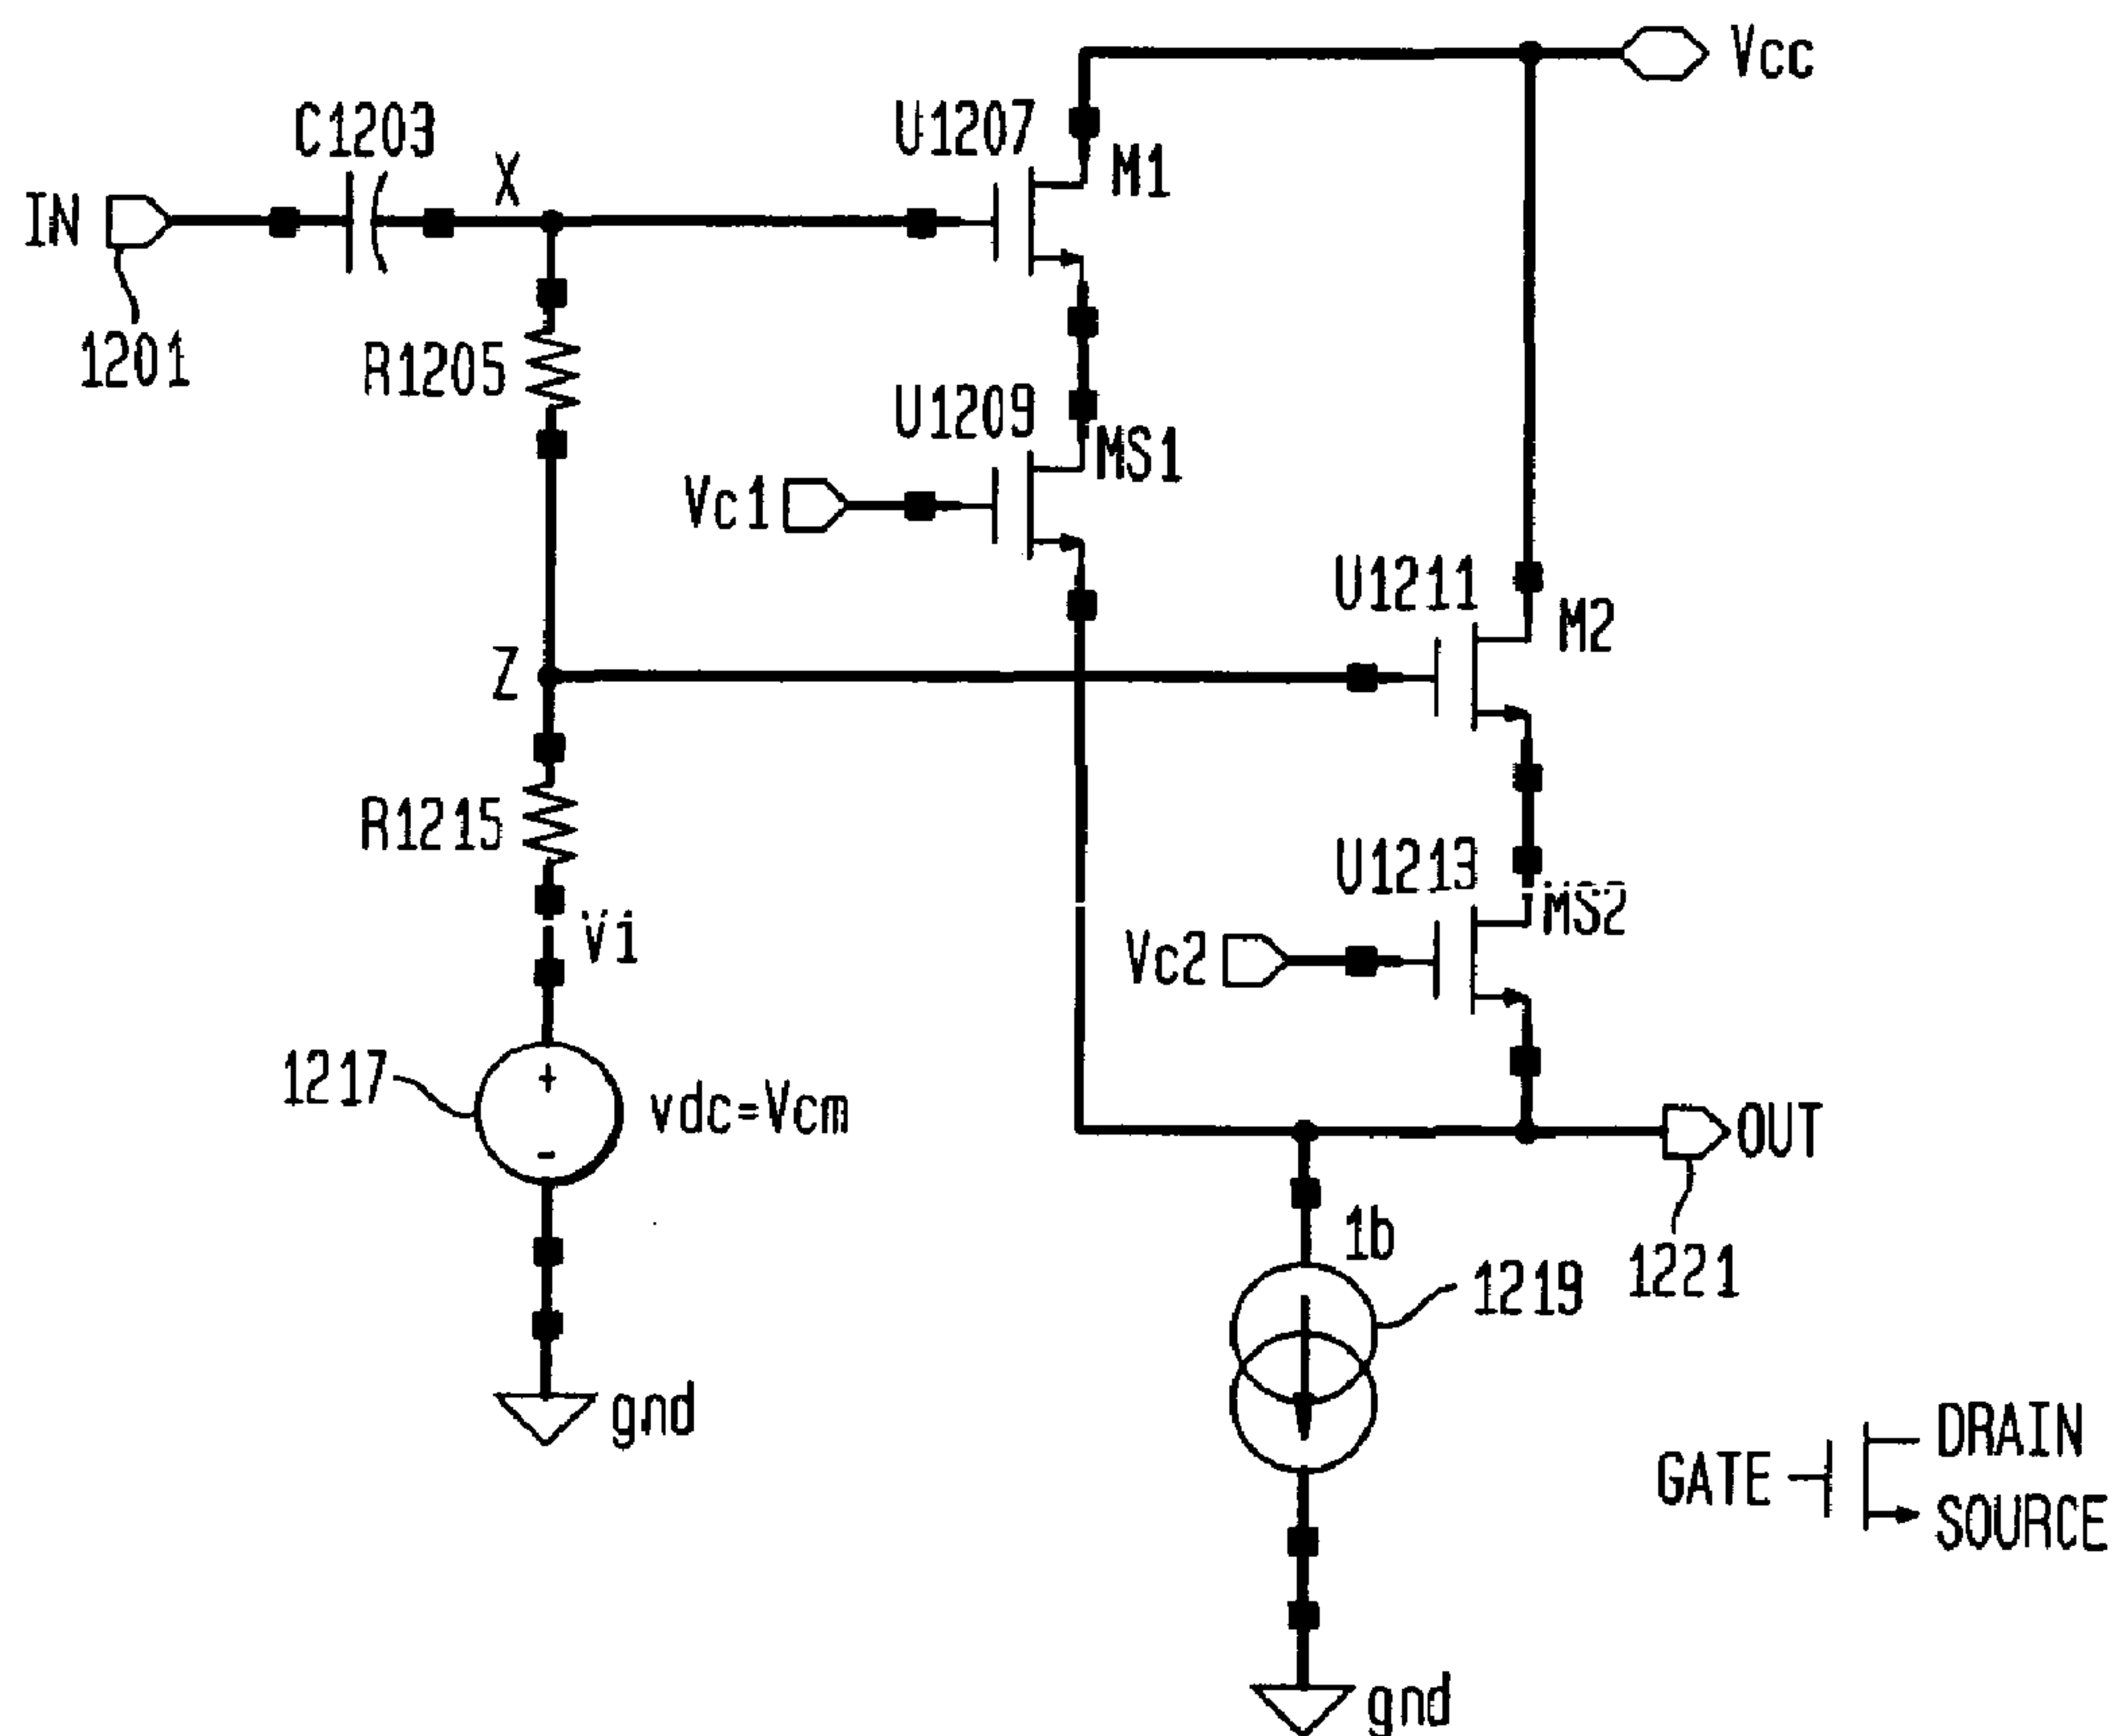 Vcc
C1203
U1207
X
M1
IN
1201
R1205
U1209
MS1
Vc1
U1211
M2
Z
R1215
U1213
MS2
Vi
Vc2
1217
+
vdc=Vcm
-
OUT
1b
1219
1221
gnd
DRAIN
GATE
SOURCE
gnd